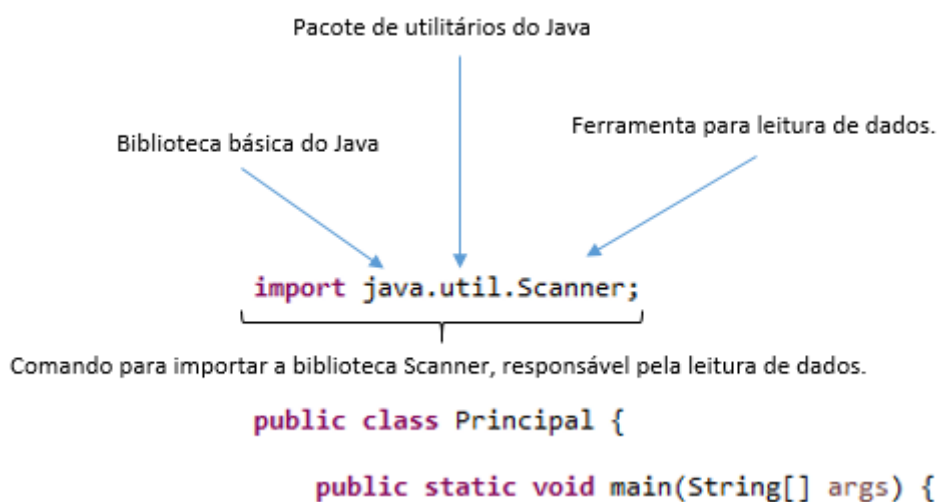 Pacote de utilitários do Java
Ferramenta para leitura de dados.
Biblioteca básica do Java
import java.util.Scanner;
Comando para importar a biblioteca Scanner, responsável pela leitura de dados.
public class Principal {
public static void main(String[] args) {